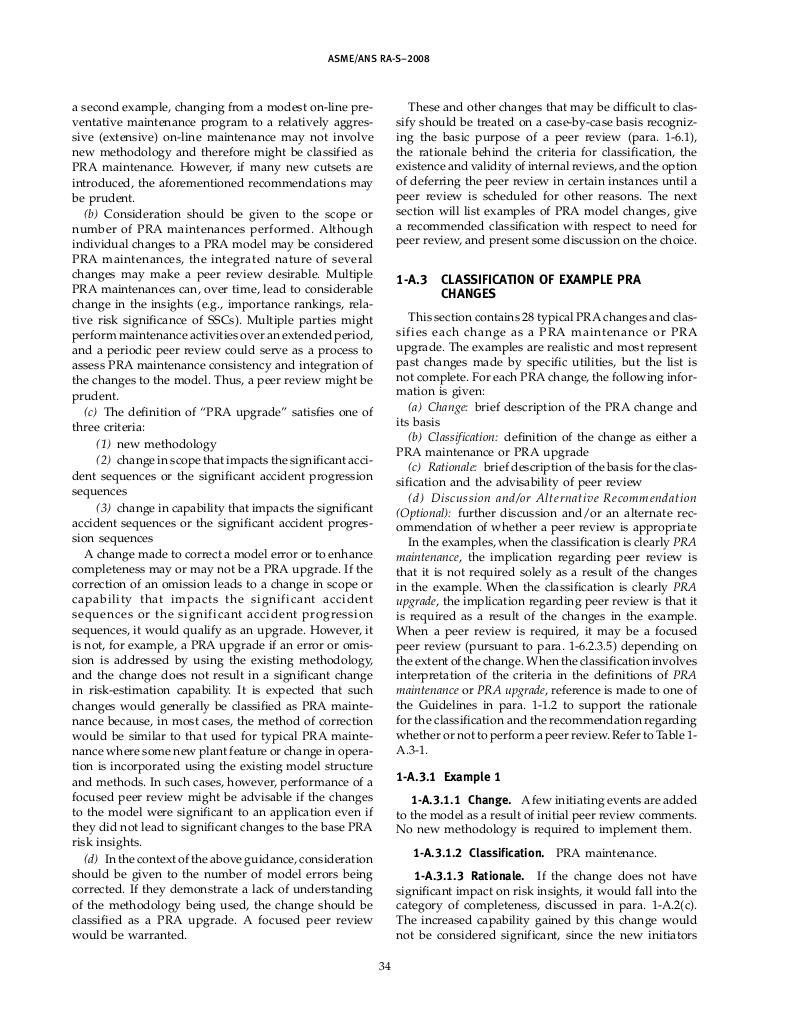 ASME/ANS RA-S–2008
a second example, changing from a modest on-line pre-
ventative maintenance program to a relatively aggres-
sive (extensive) on-line maintenance may not involve
new methodology and therefore might be classified as
PRA maintenance. However, if many new cutsets are
introduced, the aforementioned recommendations may
be prudent.
(b) Consideration should be given to the scope or
number of PRA maintenances performed. Although
individual changes to a PRA model may be considered
PRA maintenances, the integrated nature of several
changes may make a peer review desirable. Multiple
PRA maintenances can, over time, lead to considerable
change in the insights (e.g., importance rankings, rela-
tive risk significance of SSCs). Multiple parties might
perform maintenance activities over an extended period,
and a periodic peer review could serve as a process to
assess PRA maintenance consistency and integration of
the changes to the model. Thus, a peer review might be
prudent.
(c) The definition of “PRA upgrade” satisfies one of
three criteria:
(1) new methodology
(2) change in scope that impacts the significant acci-
dent sequences or the significant accident progression
sequences
(3) change in capability that impacts the significant
accident sequences or the significant accident progres-
sion sequences
A change made to correct a model error or to enhance
completeness may or may not be a PRA upgrade. If the
correction of an omission leads to a change in scope or
capability that impacts the significant accident
sequences or the significant accident progression
sequences, it would qualify as an upgrade. However, it
is not, for example, a PRA upgrade if an error or omis-
sion is addressed by using the existing methodology,
and the change does not result in a significant change
in risk-estimation capability. It is expected that such
changes would generally be classified as PRA mainte-
nance because, in most cases, the method of correction
would be similar to that used for typical PRA mainte-
nance where some new plant feature or change in opera-
tion is incorporated using the existing model structure
and methods. In such cases, however, performance of a
focused peer review might be advisable if the changes
to the model were significant to an application even if
they did not lead to significant changes to the base PRA
risk insights.
(d) In the context of the above guidance, consideration
should be given to the number of model errors being
corrected. If they demonstrate a lack of understanding
of the methodology being used, the change should be
classified as a PRA upgrade. A focused peer review
would be warranted.
These and other changes that may be difficult to clas-
sify should be treated on a case-by-case basis recogniz-
ing the basic purpose of a peer review (para. 1-6.1),
the rationale behind the criteria for classification, the
existence and validity of internal reviews, and the option
of deferring the peer review in certain instances until a
peer review is scheduled for other reasons. The next
section will list examples of PRA model changes, give
a recommended classification with respect to need for
peer review, and present some discussion on the choice.
1-A.3 CLASSIFICATION OF EXAMPLE PRA
CHANGES
This section contains 28 typical PRA changes and clas-
sifies each change as a PRA maintenance or PRA
upgrade. The examples are realistic and most represent
past changes made by specific utilities, but the list is
not complete. For each PRA change, the following infor-
mation is given:
(a) Change: brief description of the PRA change and
its basis
(b) Classification: definition of the change as either a
PRA maintenance or PRA upgrade
(c) Rationale: brief description of the basis for the clas-
sification and the advisability of peer review
(d) Discussion and/or Alternative Recommendation
(Optional): further discussion and/or an alternate rec-
ommendation of whether a peer review is appropriate
In the examples, when the classification is clearly PRA
maintenance, the implication regarding peer review is
that it is not required solely as a result of the changes
in the example. When the classification is clearly PRA
upgrade, the implication regarding peer review is that it
is required as a result of the changes in the example.
When a peer review is required, it may be a focused
peer review (pursuant to para. 1-6.2.3.5) depending on
the extent of the change. When the classification involves
interpretation of the criteria in the definitions of PRA
maintenance or PRA upgrade, reference is made to one of
the Guidelines in para. 1-1.2 to support the rationale
for the classification and the recommendation regarding
whether or not to perform a peer review. Refer to Table 1-
A.3-1.
1-A.3.1 Example 1
1-A.3.1.1 Change. A few initiating events are added
to the model as a result of initial peer review comments.
No new methodology is required to implement them.
1-A.3.1.2 Classification. PRA maintenance.
1-A.3.1.3 Rationale. If the change does not have
significant impact on risk insights, it would fall into the
category of completeness, discussed in para. 1-A.2(c).
The increased capability gained by this change would
not be considered significant, since the new initiators
34